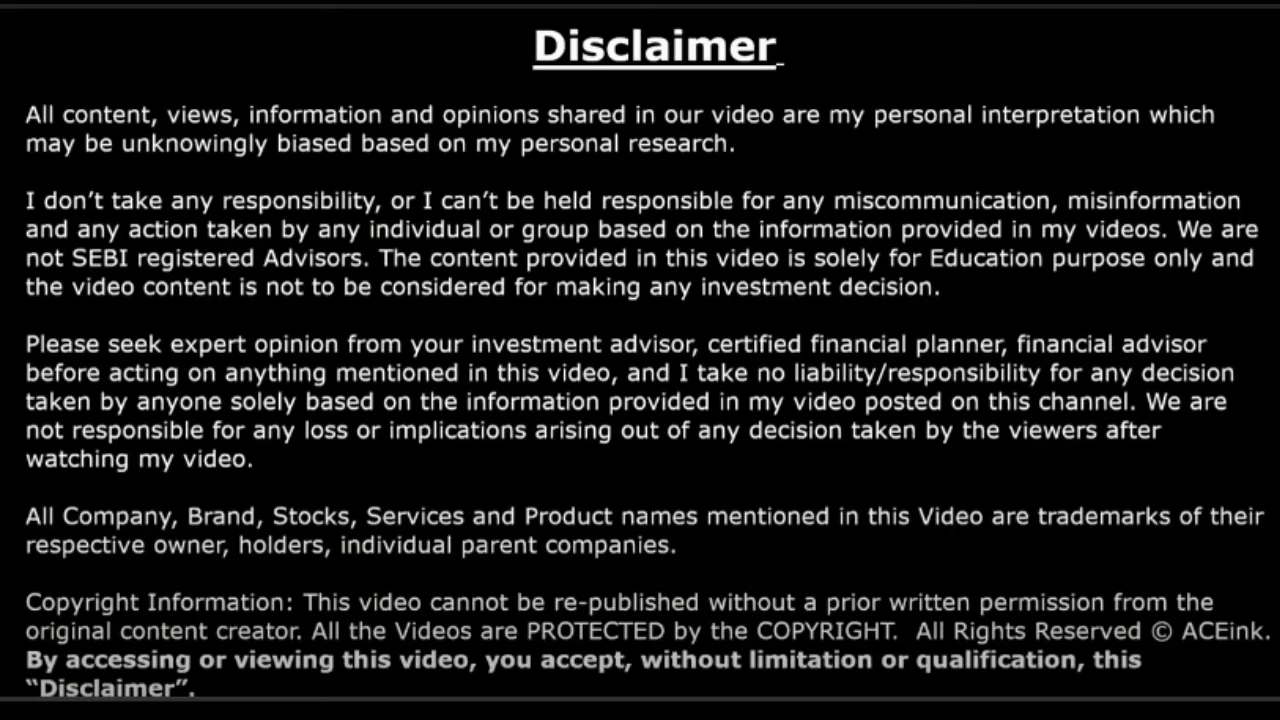 Disclaimer
All content, views, information and opinions shared in our video are my personal interpretation which
may be unknowingly biased based on my personal research.
I don’t take any responsibility, or I can’t be held responsible for any miscommunication, misinformation
and any action taken by any individual or group based on the information provided in my videos. We are
not SEBI registered Advisors. The content provided in this video is solely for Education purpose only and
the video content is not to be considered for making any investment decision.
Please seek expert opinion from your investment advisor, certified financial planner, financial advisor
before acting on anything mentioned in this video, and I take no liability/responsibility for any decision
taken by anyone solely based on the information provided in my video posted on this channel. We are
not responsible for any loss or implications arising out of any decision taken by the viewers after
watching my video.
All Company, Brand, Stocks, Services and Product names mentioned in this Video are trademarks of their
respective owner, holders, individual parent companies.
Copyright Information: This video cannot be re-published without a prior written permission from the
original content creator. All the Videos are PROTECTED by the COPYRIGHT.  All Rights Reserved © ACEink.
By accessing or viewing this video, you accept, without limitation or qualification, this
“Disclaimer”.